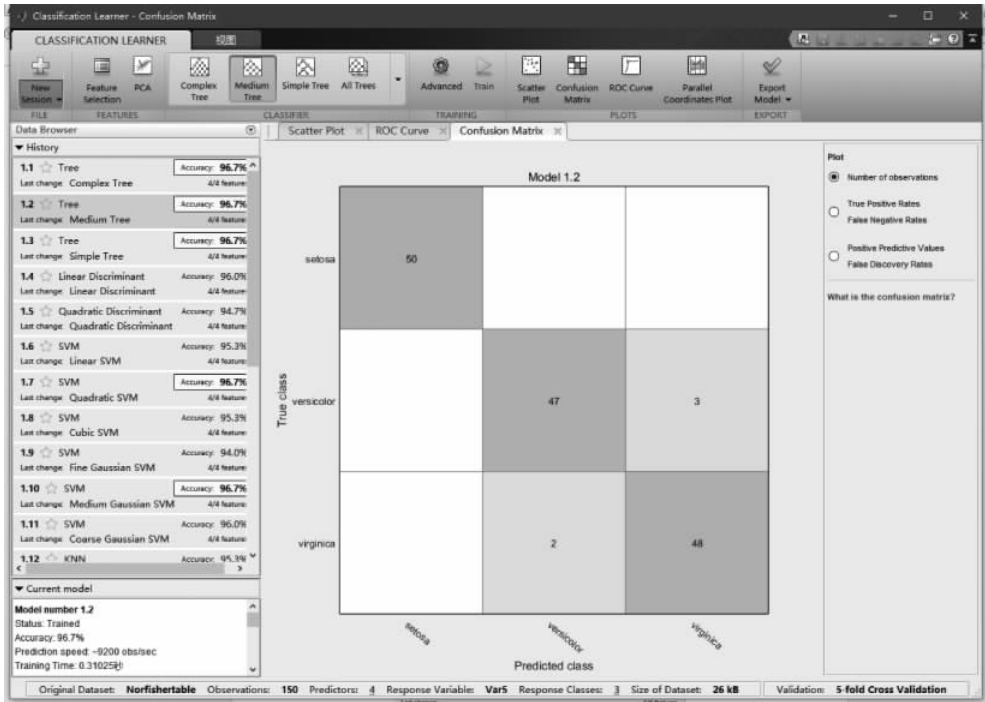 Classification Learner - Confusion Matrix
CLASSIFICATION LEARNER
视图
New Session
Feature Selection
PCA
Complex Tree
Medium Tree
Simple Tree
All Trees
Advanced
Train
Scatter Plot
Confusion Matrix
ROC Curve
Parallel Coordinates Plot
Export Model
FILE
FEATURES
CLASSIFIER
TRAINING
PLOTS
EXPORT
Data Browser
Scatter Plot
ROC Curve
Confusion Matrix
History
1.1 Tree Accuracy: 96.7%
Last change: Complex Tree 4/4 feature
1.2 Tree Accuracy: 96.7%
Last change: Medium Tree 4/4 feature
1.3 Tree Accuracy: 96.7%
Last change: Simple Tree 4/4 feature
1.4 Linear Discriminant Accuracy: 96.0%
Last change: Linear Discriminant 4/4 feature
1.5 Quadratic Discriminant Accuracy: 94.7%
Last change: Quadratic Discriminant 4/4 feature
1.6 SVM Accuracy: 95.3%
Last change: Linear SVM 4/4 feature
1.7 SVM Accuracy: 96.7%
Last change: Quadratic SVM 4/4 feature
1.8 SVM Accuracy: 95.3%
Last change: Cubic SVM 4/4 feature
1.9 SVM Accuracy: 94.0%
Last change: Fine Gaussian SVM 4/4 feature
1.10 SVM Accuracy: 96.7%
Last change: Medium Gaussian SVM 4/4 feature
1.11 SVM Accuracy: 96.0%
Last change: Coarse Gaussian SVM 4/4 feature
1.12 KNN Accuracy: 95.3%
Current model
Model number 1.2
Status: Trained
Accuracy: 96.7%
Prediction speed: ~9200 obs/sec
Training Time: 0.31025秒
Model 1.2
True class
setosa 50
versicolor 47 3
virginica 2 48
setosa versicolor virginica
Predicted class
Plot
Number of observations
True Positive Rates
False Negative Rates
Positive Predictive Values
False Discovery Rates
What is the confusion matrix?
Original Dataset: Norfishertable Observations: 150 Predictors: 4 Response Variable: Var5 Response Classes: 3 Size of Dataset: 26 kB Validation: 5-fold Cross Validation